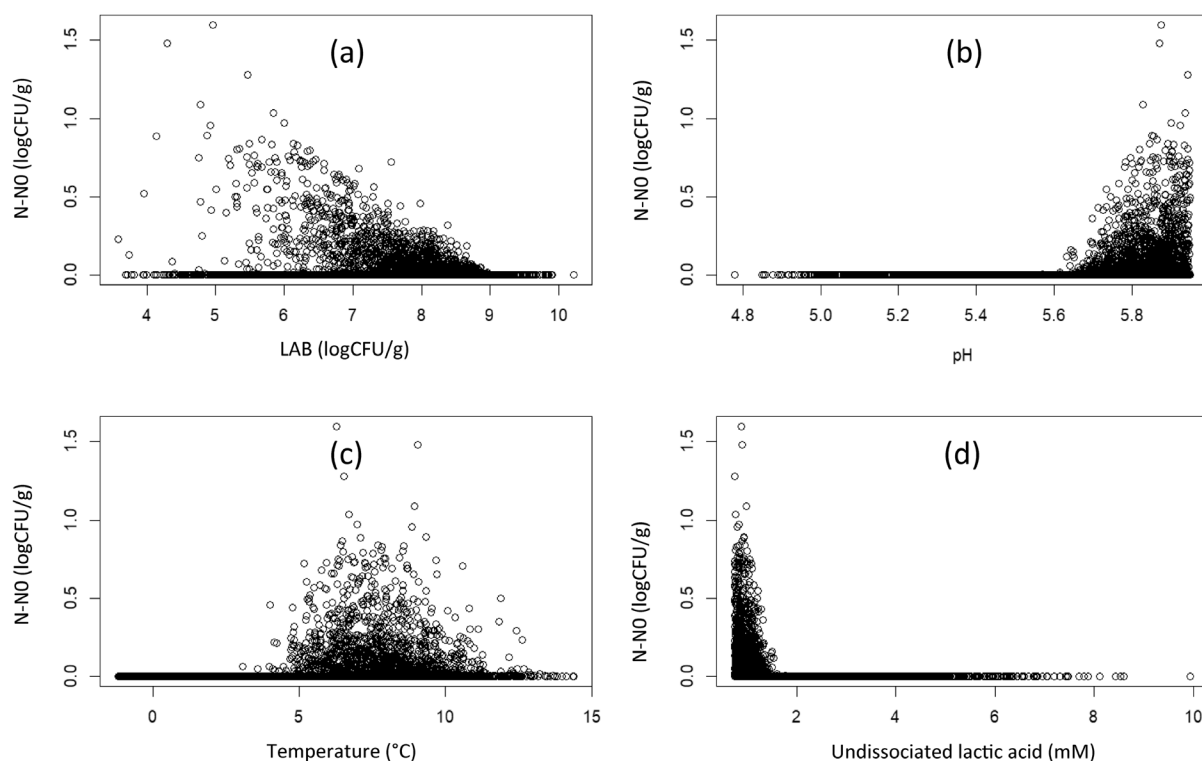 (a)
N-N0 (logCFU/g)
1.5
1.0
0.5
0.0
4 5 6 7 8 9 10
LAB (logCFU/g)
(b)
N-N0 (logCFU/g)
1.5
1.0
0.5
0.0
4.8 5.0 5.2 5.4 5.6 5.8
pH
(c)
N-N0 (logCFU/g)
1.5
1.0
0.5
0.0
0 5 10 15
Temperature (°C)
(d)
N-N0 (logCFU/g)
1.5
1.0
0.5
0.0
2 4 6 8 10
Undissociated lactic acid (mM)